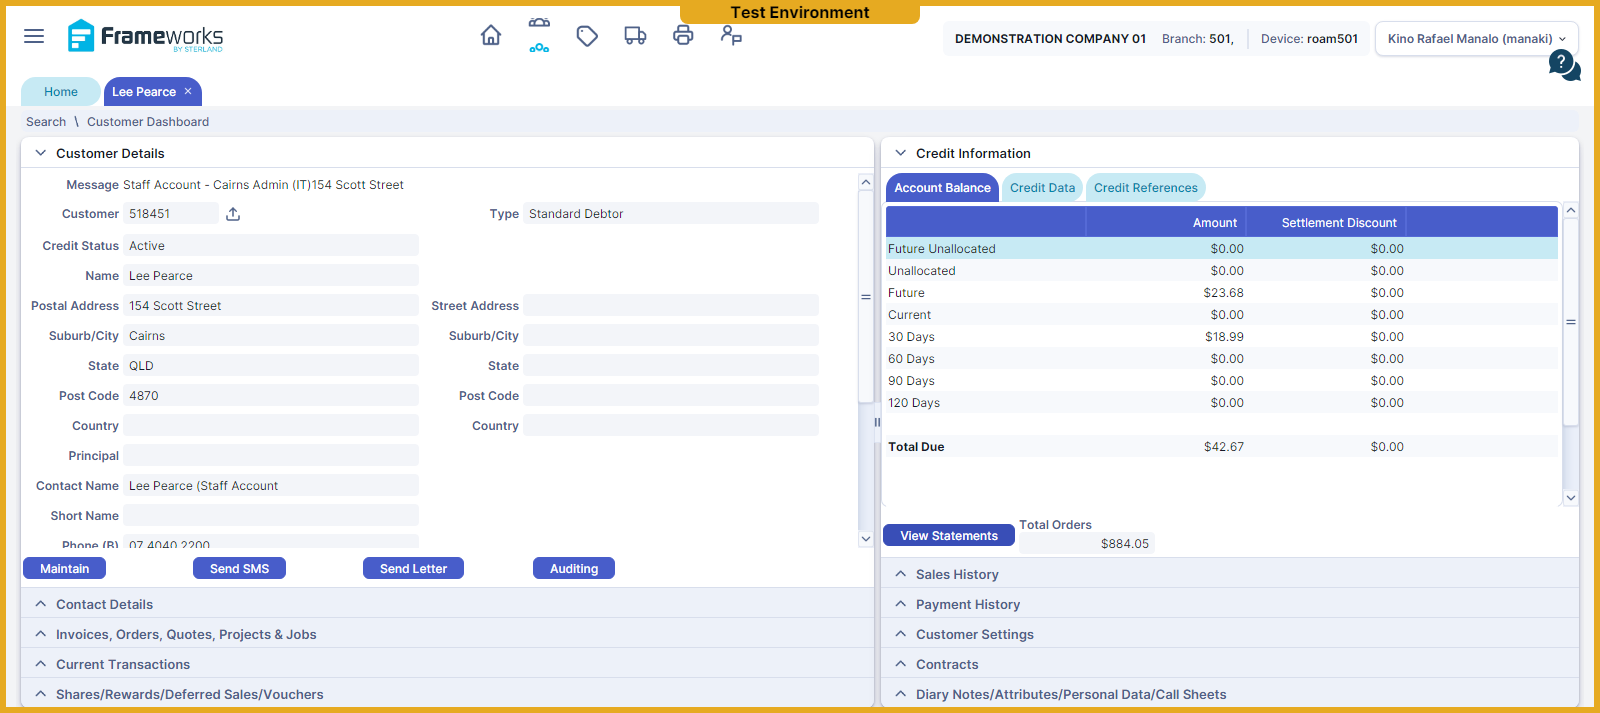 Test Environment
Frameworks
BY STERLAND
DEMONSTRATION COMPANY 01 Branch: 501, Device: roam501 Kino Rafael Manalo (manaki)
?
Home Lee Pearce ×
Search \ Customer Dashboard
Customer Details
Message Staff Account - Cairns Admin (IT)154 Scott Street
Customer 518451 Type Standard Debtor
Credit Status Active
Name Lee Pearce
Postal Address 154 Scott Street Street Address
Suburb/City Cairns Suburb/City
State QLD State
Post Code 4870 Post Code
Country Country
Principal
Contact Name Lee Pearce (Staff Account
Short Name
Phone (B) 07 4040 2200
Maintain Send SMS Send Letter Auditing
Contact Details
Invoices, Orders, Quotes, Projects & Jobs
Current Transactions
Shares/Rewards/Deferred Sales/Vouchers
Credit Information
Account Balance Credit Data Credit References
Amount Settlement Discount
Future Unallocated $0.00 $0.00
Unallocated $0.00 $0.00
Future $23.68 $0.00
Current $0.00 $0.00
30 Days $18.99 $0.00
60 Days $0.00 $0.00
90 Days $0.00 $0.00
120 Days $0.00 $0.00
Total Due $42.67 $0.00
View Statements Total Orders
$884.05
Sales History
Payment History
Customer Settings
Contracts
Diary Notes/Attributes/Personal Data/Call Sheets